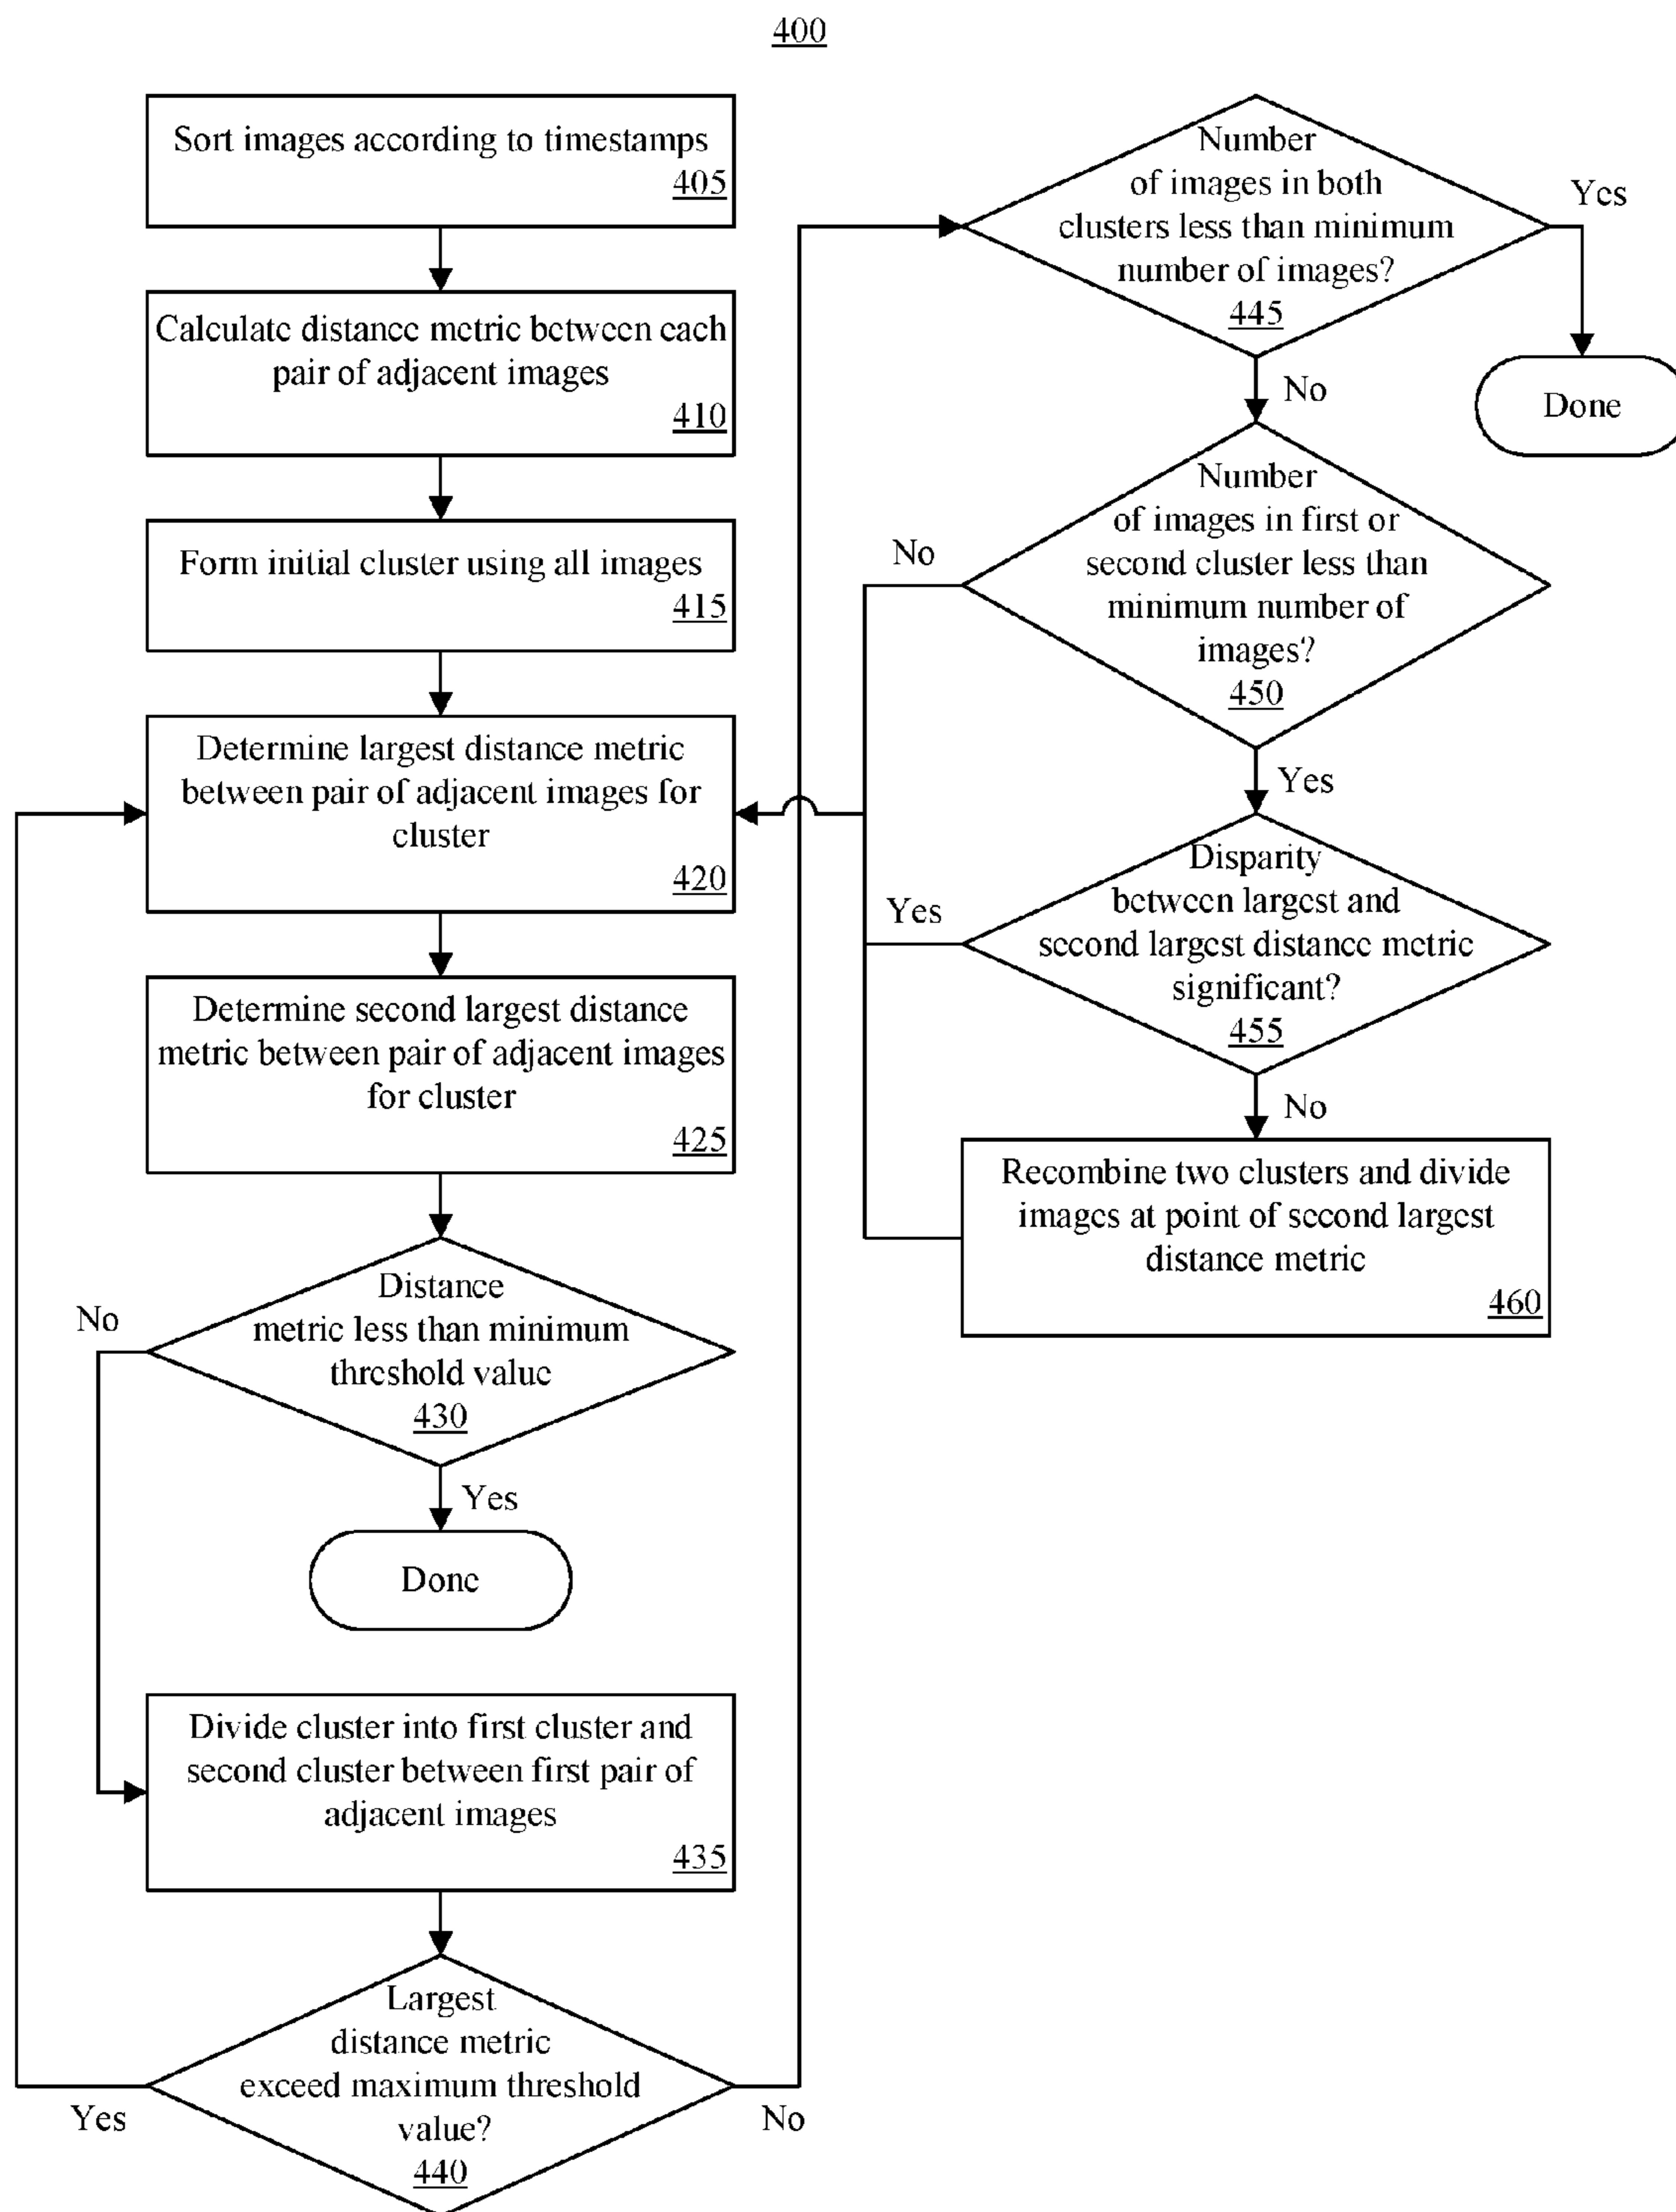 400
Sort images according to timestamps
405
Calculate distance metric between each
pair of adjacent images
410
Form initial cluster using all images
415
Determine largest distance metric
between pair of adjacent images for
cluster
420
Determine second largest distance
metric between pair of adjacent images
for cluster
425
Distance
metric less than minimum
threshold value
430
No
Yes
Done
Divide cluster into first cluster and
second cluster between first pair of
adjacent images
435
Largest
distance metric
exceed maximum threshold
value?
440
Yes
No
Number
of images in both
clusters less than minimum
number of images?
445
Yes
Done
No
Number
of images in first or
second cluster less than
minimum number of
images?
450
No
Yes
Disparity
between largest and
second largest distance metric
significant?
455
Yes
No
Recombine two clusters and divide
images at point of second largest
distance metric
460